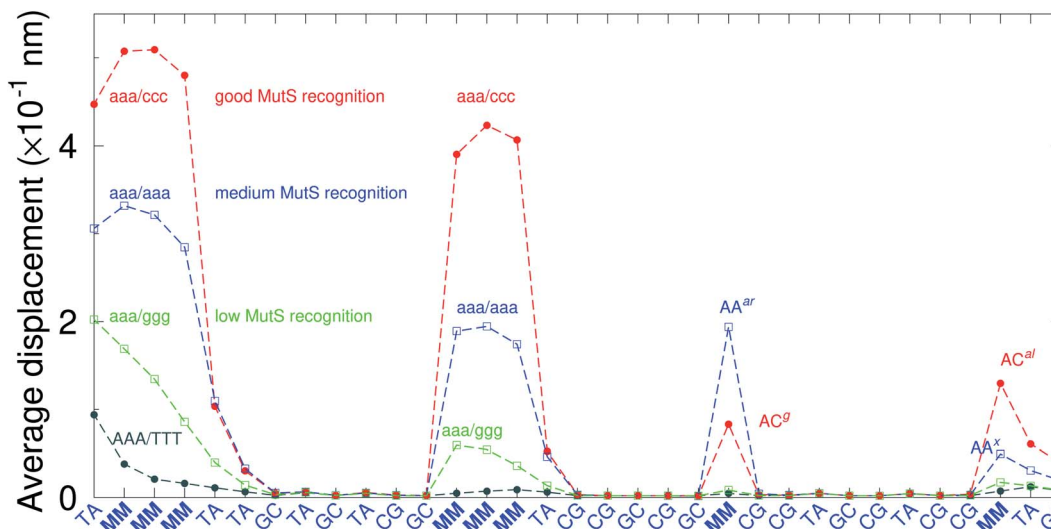 Average displacement (×10⁻¹ nm)
4
2
0
aaa/ccc good MutS recognition aaa/ccc
aaa/aaa medium MutS recognition
aaa/ggg low MutS recognition aaa/aaa AA^ar
AC^al
AC^g
AAA/TTT aaa/ggg AA^x
TA MM MM MM TA TA GC TA GC TA CG GC MM MM MM TA CG CG CG CG GC MM CG CG TA GC GC TA CG CG MM TA